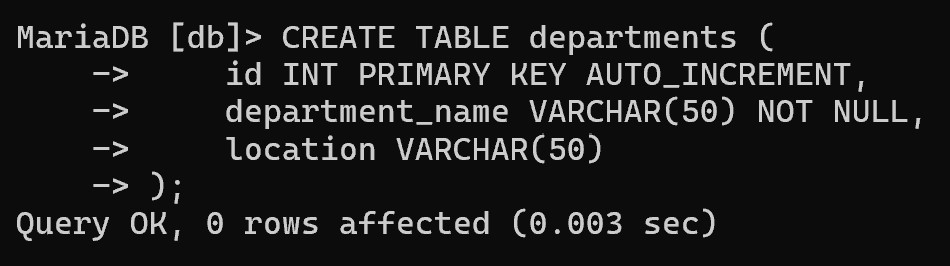 MariaDB [db]> CREATE TABLE departments (
    ->     id INT PRIMARY KEY AUTO_INCREMENT,
    ->     department_name VARCHAR(50) NOT NULL,
    ->     location VARCHAR(50)
    -> );
Query OK, 0 rows affected (0.003 sec)